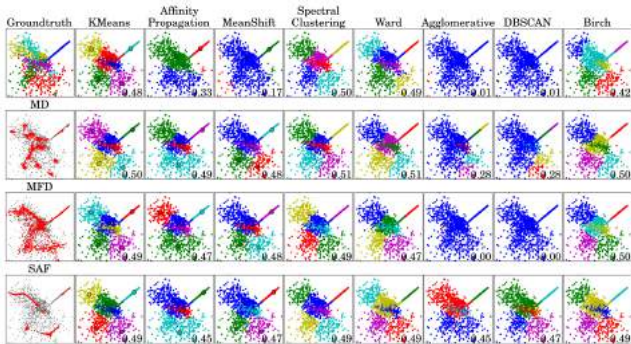 Groundtruth KMeans Affinity Propagation MeanShift Spectral Clustering Ward Agglomerative DBSCAN Birch
0.48 0.33 0.17 0.50 0.49 0.01 0.01 0.42
MD
0.50 0.49 0.48 0.51 0.51 0.28 0.28 0.50
MFD
0.49 0.47 0.48 0.49 0.47 0.00 0.00 0.50
SAF
0.49 0.45 0.47 0.49 0.49 0.45 0.47 0.49